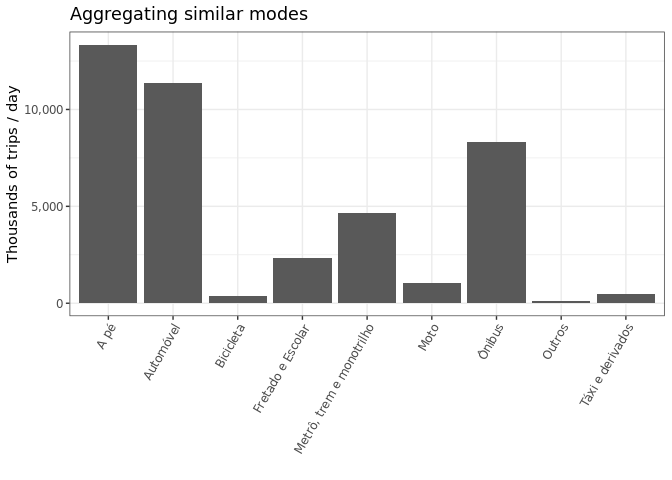 Aggregating similar modes
Thousands of trips / day
10,000
5,000
0
A pé
Automóvel
Bicicleta
Fretado e Escolar
Metrô, trem e monotrilho
Moto
Ônibus
Outros
Táxi e derivados